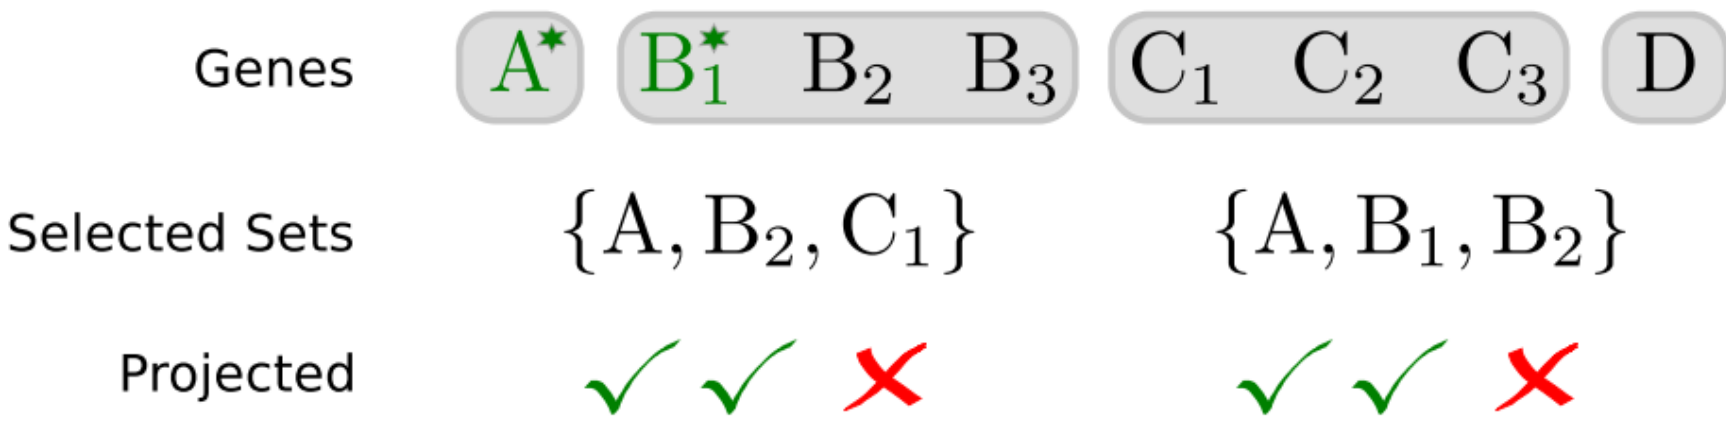 Genes A* B₁* B₂ B₃ C₁ C₂ C₃ D
Selected Sets {A, B₂, C₁} {A, B₁, B₂}
Projected ✓ ✓ ✗ ✓ ✓ ✗